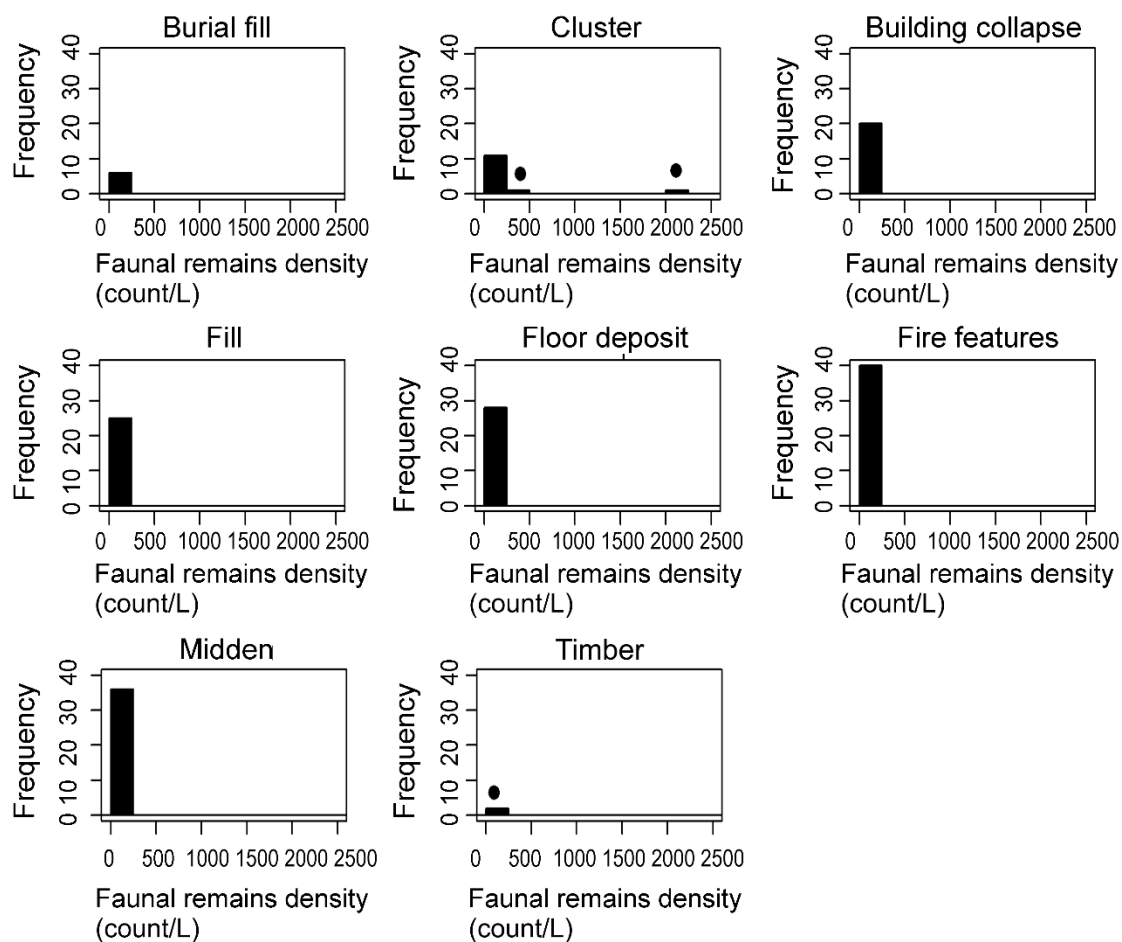 Burial fill
Frequency
0 10 20 30 40
0 500 1000 1500 2000 2500
Faunal remains density
(count/L)
Cluster
Frequency
0 10 20 30 40
0 500 1000 1500 2000 2500
Faunal remains density
(count/L)
Building collapse
Frequency
0 10 20 30 40
0 500 1000 1500 2000 2500
Faunal remains density
(count/L)
Fill
Frequency
0 10 20 30 40
0 500 1000 1500 2000 2500
Faunal remains density
(count/L)
Floor deposit
Frequency
0 10 20 30 40
0 500 1000 1500 2000 2500
Faunal remains density
(count/L)
Fire features
Frequency
0 10 20 30 40
0 500 1000 1500 2000 2500
Faunal remains density
(count/L)
Midden
Frequency
0 10 20 30 40
0 500 1000 1500 2000 2500
Faunal remains density
(count/L)
Timber
Frequency
0 10 20 30 40
0 500 1000 1500 2000 2500
Faunal remains density
(count/L)